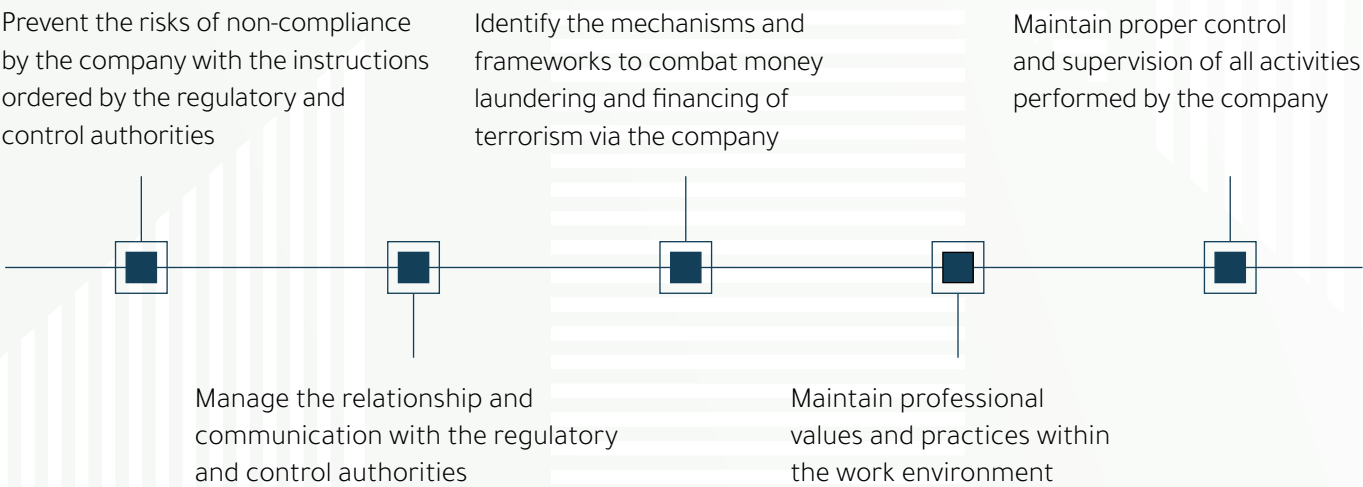 Prevent the risks of non-compliance
by the company with the instructions
ordered by the regulatory and
control authorities
Manage the relationship and
communication with the regulatory
and control authorities
Identify the mechanisms and
frameworks to combat money
laundering and financing of
terrorism via the company
Maintain professional
values and practices within
the work environment
Maintain proper control
and supervision of all activities
performed by the company